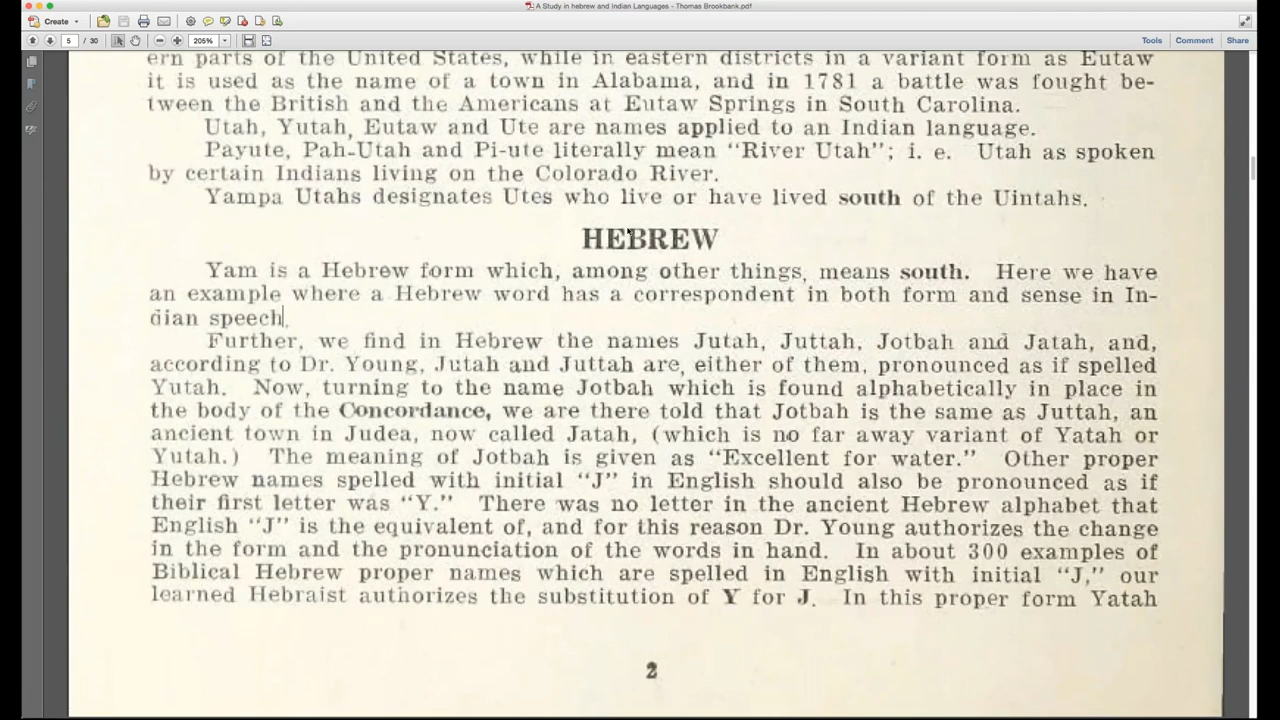 A Study in hebrew and Indian Languages - Thomas Brookbank.pdf
Create
5 / 30
205%
Tools
Comment
Share
ern parts of the United States, while in eastern districts in a variant form as Eutaw
it is used as the name of a town in Alabama, and in 1781 a battle was fought be-
tween the British and the Americans at Eutaw Springs in South Carolina.
Utah, Yutah, Eutaw and Ute are names applied to an Indian language.
Payute, Pah-Utah and Pi-ute literally mean "River Utah"; i. e. Utah as spoken
by certain Indians living on the Colorado River.
Yampa Utahs designates Utes who live or have lived south of the Uintahs.
HEBREW
Yam is a Hebrew form which, among other things, means south. Here we have
an example where a Hebrew word has a correspondent in both form and sense in In-
dian speech.
Further, we find in Hebrew the names Jutah, Juttah, Jotbah and Jatah, and,
according to Dr. Young, Jutah and Juttah are, either of them, pronounced as if spelled
Yutah. Now, turning to the name Jotbah which is found alphabetically in place in
the body of the Concordance, we are there told that Jotbah is the same as Juttah, an
ancient town in Judea, now called Jatah, (which is no far away variant of Yatah or
Yutah.) The meaning of Jotbah is given as "Excellent for water." Other proper
Hebrew names spelled with initial "J" in English should also be pronounced as if
their first letter was "Y." There was no letter in the ancient Hebrew alphabet that
English "J" is the equivalent of, and for this reason Dr. Young authorizes the change
in the form and the pronunciation of the words in hand. In about 300 examples of
Biblical Hebrew proper names which are spelled in English with initial "J," our
learned Hebraist authorizes the substitution of Y for J. In this proper form Yatah
2